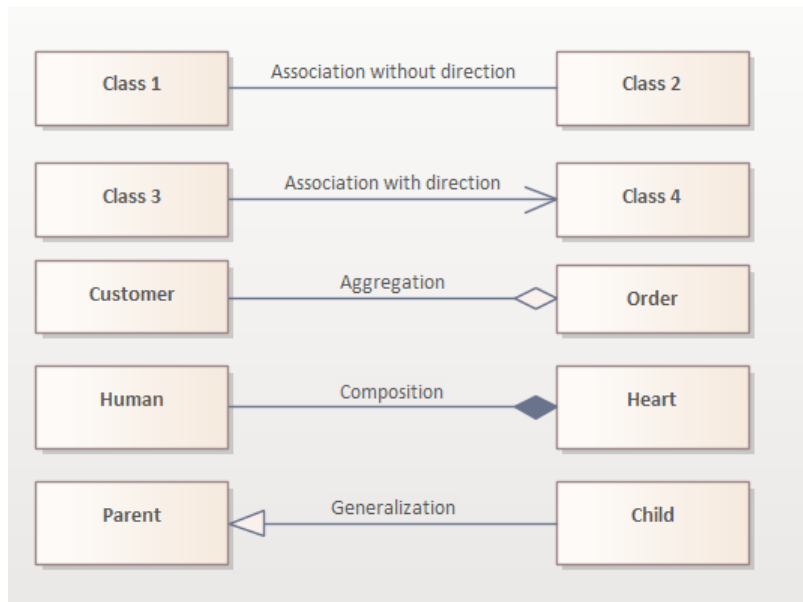 Class 1
Association without direction
Class 2
Class 3
Association with direction
Class 4
Customer
Aggregation
Order
Human
Composition
Heart
Parent
Generalization
Child